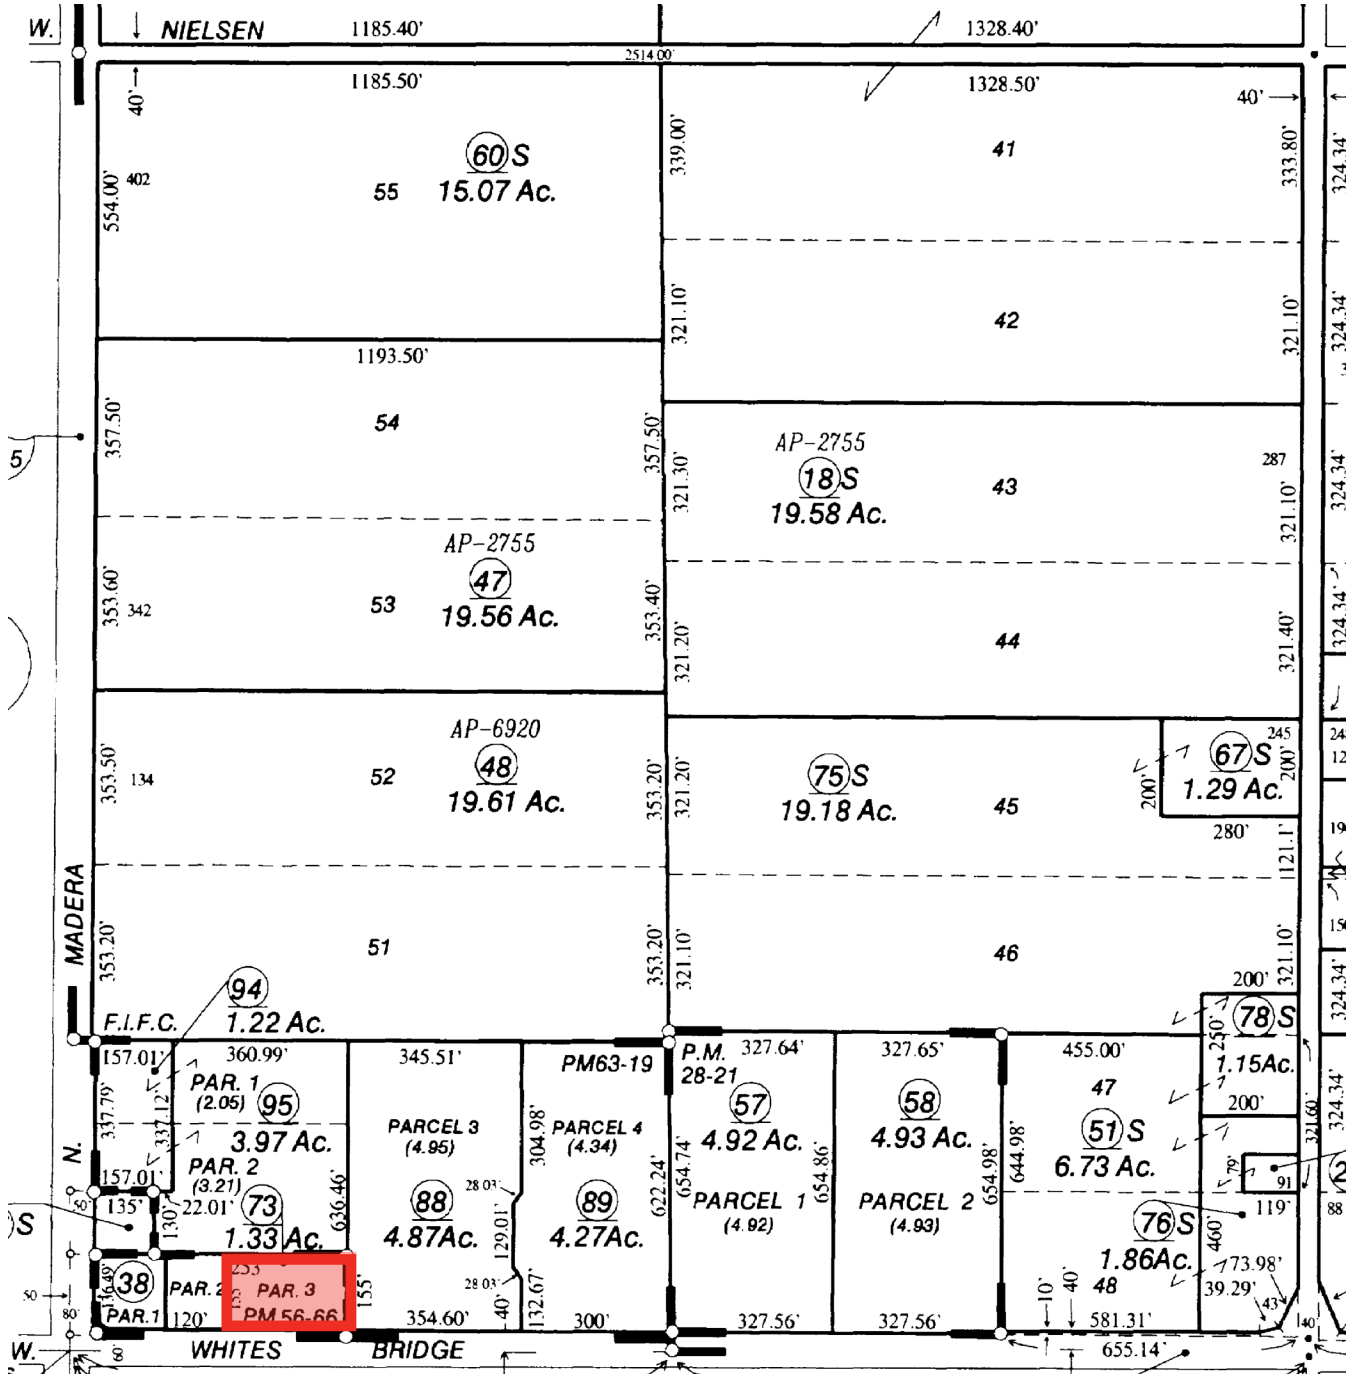 W.
NIELSEN
1185.40'
1328.40'
2514.00'
40'
1185.50'
1328.50'
40'
554.00'
402
55
60 S
15.07 Ac.
339.00'
41
333.80'
324.34'
321.10'
42
321.10'
324.34'
1193.50'
357.50'
54
357.50'
5
AP-2755
18 S
19.58 Ac.
321.30'
43
287
321.10'
324.34'
AP-2755
47
19.56 Ac.
353.60'
342
53
353.40'
321.20'
44
321.40'
324.34'
AP-6920
48
19.61 Ac.
353.50'
134
52
353.20'
321.20'
75 S
19.18 Ac.
45
200'
67 S
1.29 Ac.
245
200'
280'
121.1'
MADERA
353.20'
51
353.20'
321.10'
46
321.10'
324.34'
94
1.22 Ac.
F.I.F.C.
200'
78 S
1.15Ac.
250'
200'
157.01'
360.99'
345.51'
PM63-19
P.M.
28-21
327.64'
327.65'
455.00'
47
PAR. 1
(2.05)
95
3.97 Ac.
337.79'
337.12'
PARCEL 3
(4.95)
304.98'
PARCEL 4
(4.34)
57
4.92 Ac.
58
4.93 Ac.
51 S
6.73 Ac.
321.60'
324.34'
N.
157.01'
PAR. 2
(3.21)
636.46'
28.03'
622.24'
654.74'
654.86'
654.98'
644.98'
79'
91
119'
88
50'
135'
130'
22.01'
73
1.33 Ac.
88
4.87Ac.
129.01'
89
4.27Ac.
PARCEL 1
(4.92)
PARCEL 2
(4.93)
76 S
1.86Ac.
460'
S
28.03'
48
73.98'
39.29'
43'
50
80'
136.49'
38
PAR.1
PAR. 2
120'
253'
155'
PAR. 3
PM 56-66
155'
354.60'
40'
132.67'
300'
327.56'
327.56'
10'
40'
581.31'
40
W.
60'
WHITES
BRIDGE
655.14'